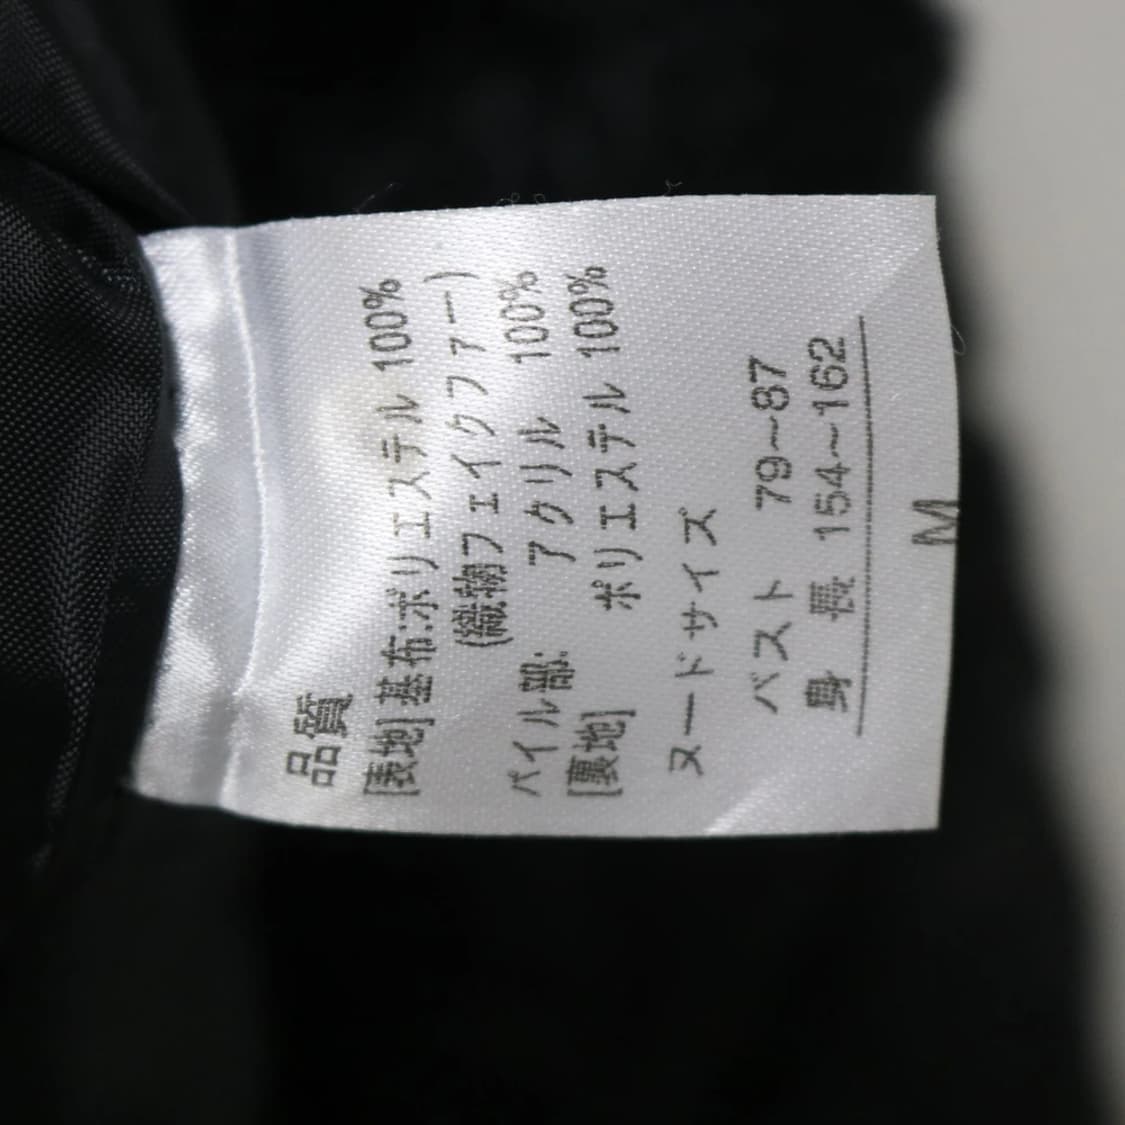 品質
[表地]基布:ポリエステル 100%
(織物フェイクファー)
パイル部: アクリル 100%
[裏地] ポリエステル 100%
ヌードサイズ
バスト 79~87
身 長 154~162
M